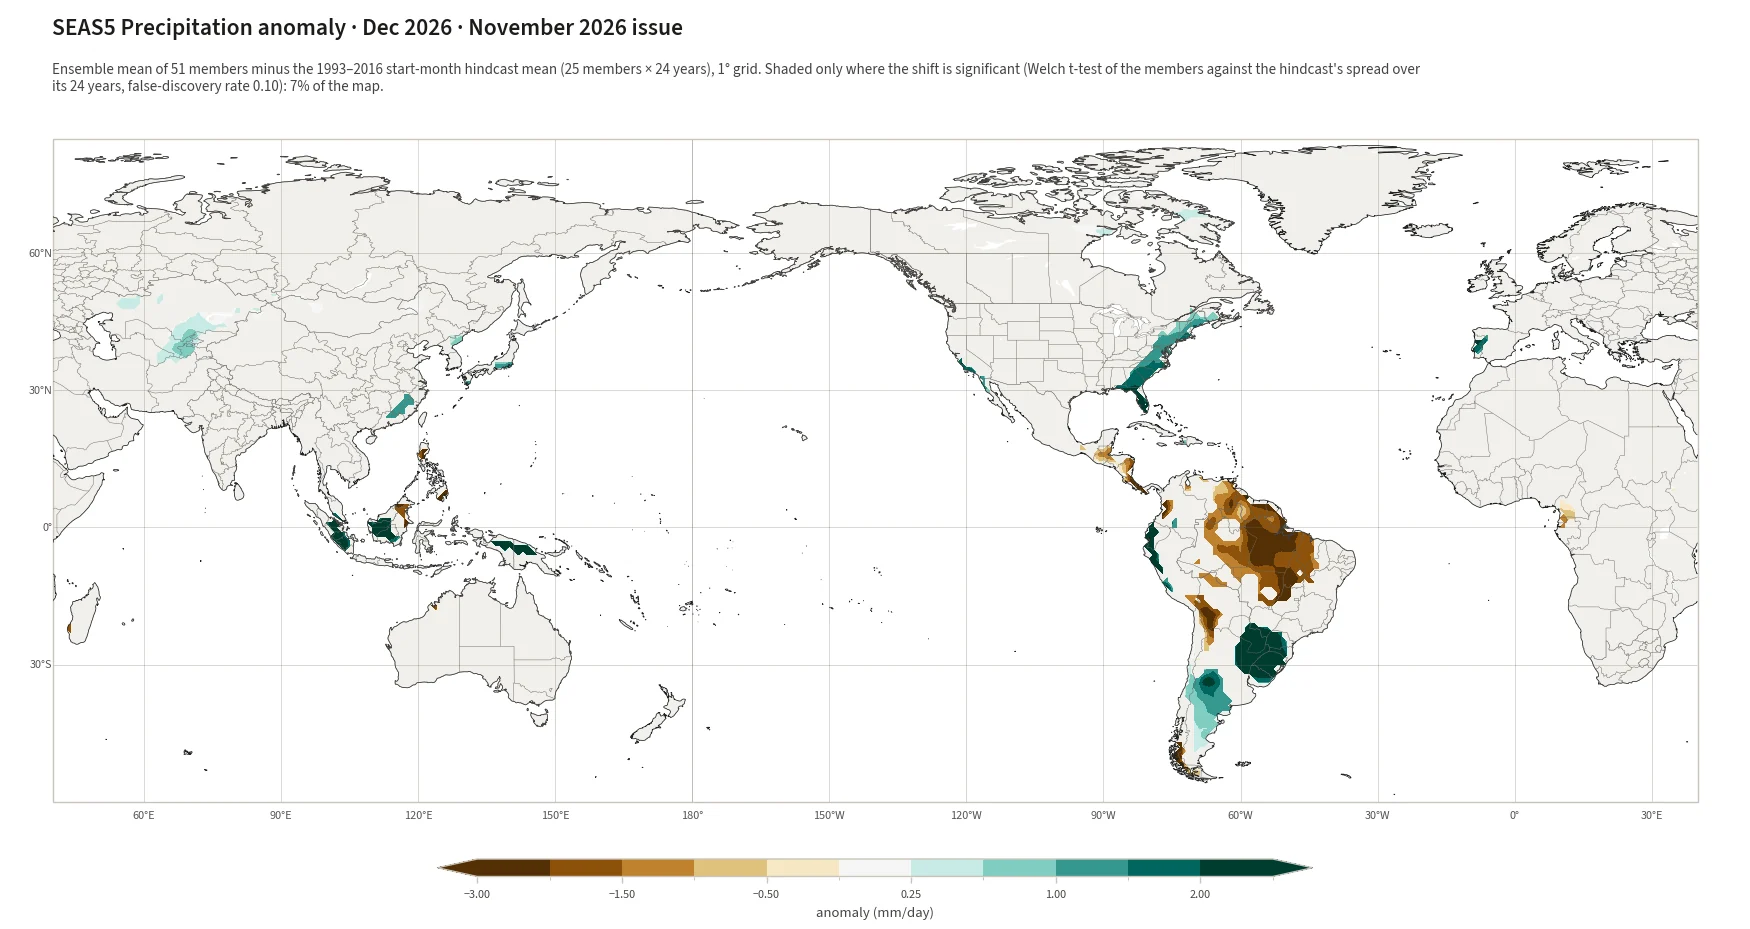 SEAS5 Precipitation anomaly · Dec 2026 · November 2026 issue
Ensemble mean of 51 members minus the 1993–2016 start-month hindcast mean (25 members × 24 years), 1° grid. Shaded only where the shift is significant (Welch t-test of the members against the hindcast's spread over
its 24 years, false-discovery rate 0.10): 7% of the map.
60°N
30°N
0°
30°S
60°E 90°E 120°E 150°E 180° 150°W 120°W 90°W 60°W 30°W 0° 30°E
−3.00 −1.50 −0.50 0.25 1.00 2.00
anomaly (mm/day)